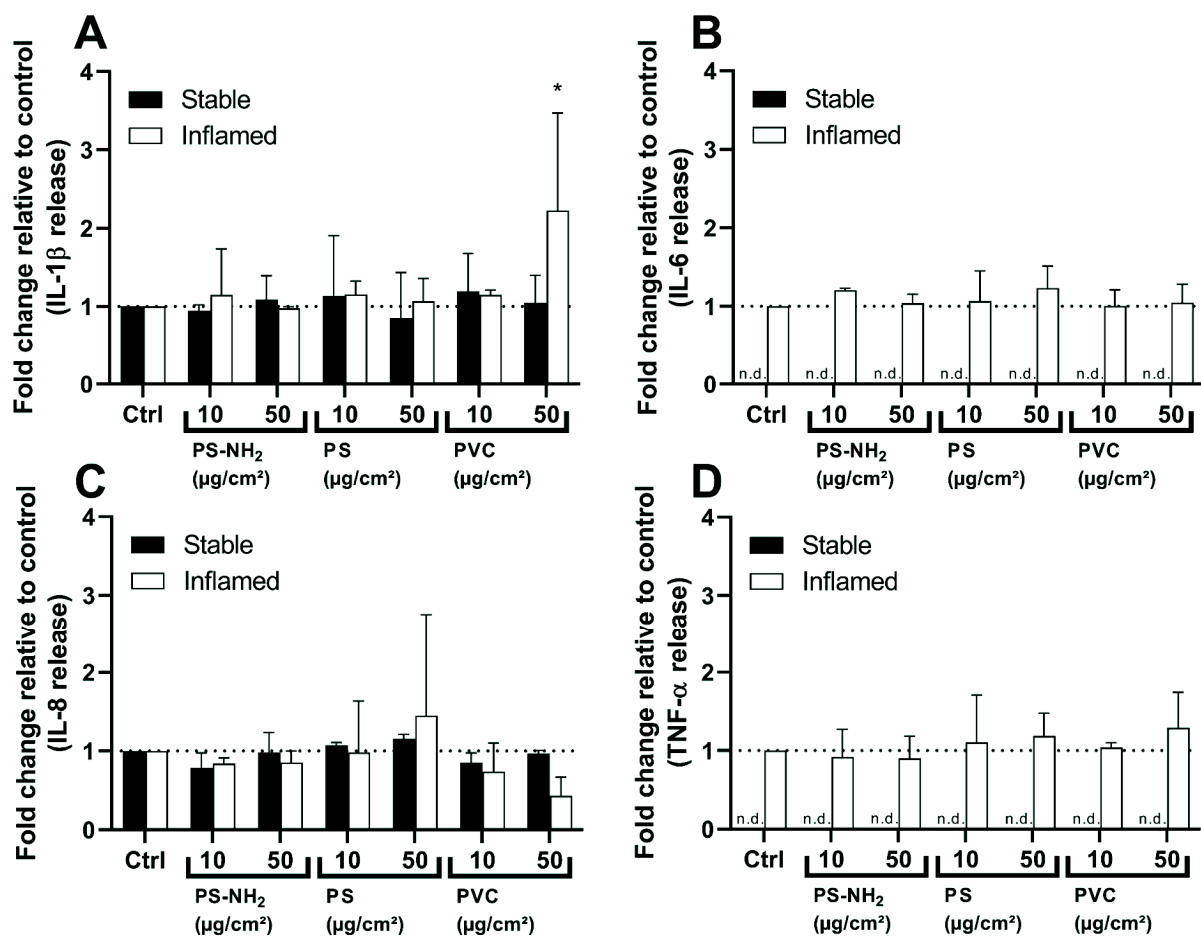 A
Fold change relative to control
(IL-1β release)
4
3
2
1
0
Stable
Inflamed
*
Ctrl 10 50 10 50 10 50
PS-NH₂ PS PVC
(µg/cm²) (µg/cm²) (µg/cm²)
B
Fold change relative to control
(IL-6 release)
4
3
2
1
0
Stable
Inflamed
n.d. n.d. n.d. n.d. n.d. n.d. n.d.
Ctrl 10 50 10 50 10 50
PS-NH₂ PS PVC
(µg/cm²) (µg/cm²) (µg/cm²)
C
Fold change relative to control
(IL-8 release)
4
3
2
1
0
Stable
Inflamed
Ctrl 10 50 10 50 10 50
PS-NH₂ PS PVC
(µg/cm²) (µg/cm²) (µg/cm²)
D
Fold change relative to control
(TNF-α release)
4
3
2
1
0
Stable
Inflamed
n.d. n.d. n.d. n.d. n.d. n.d. n.d.
Ctrl 10 50 10 50 10 50
PS-NH₂ PS PVC
(µg/cm²) (µg/cm²) (µg/cm²)